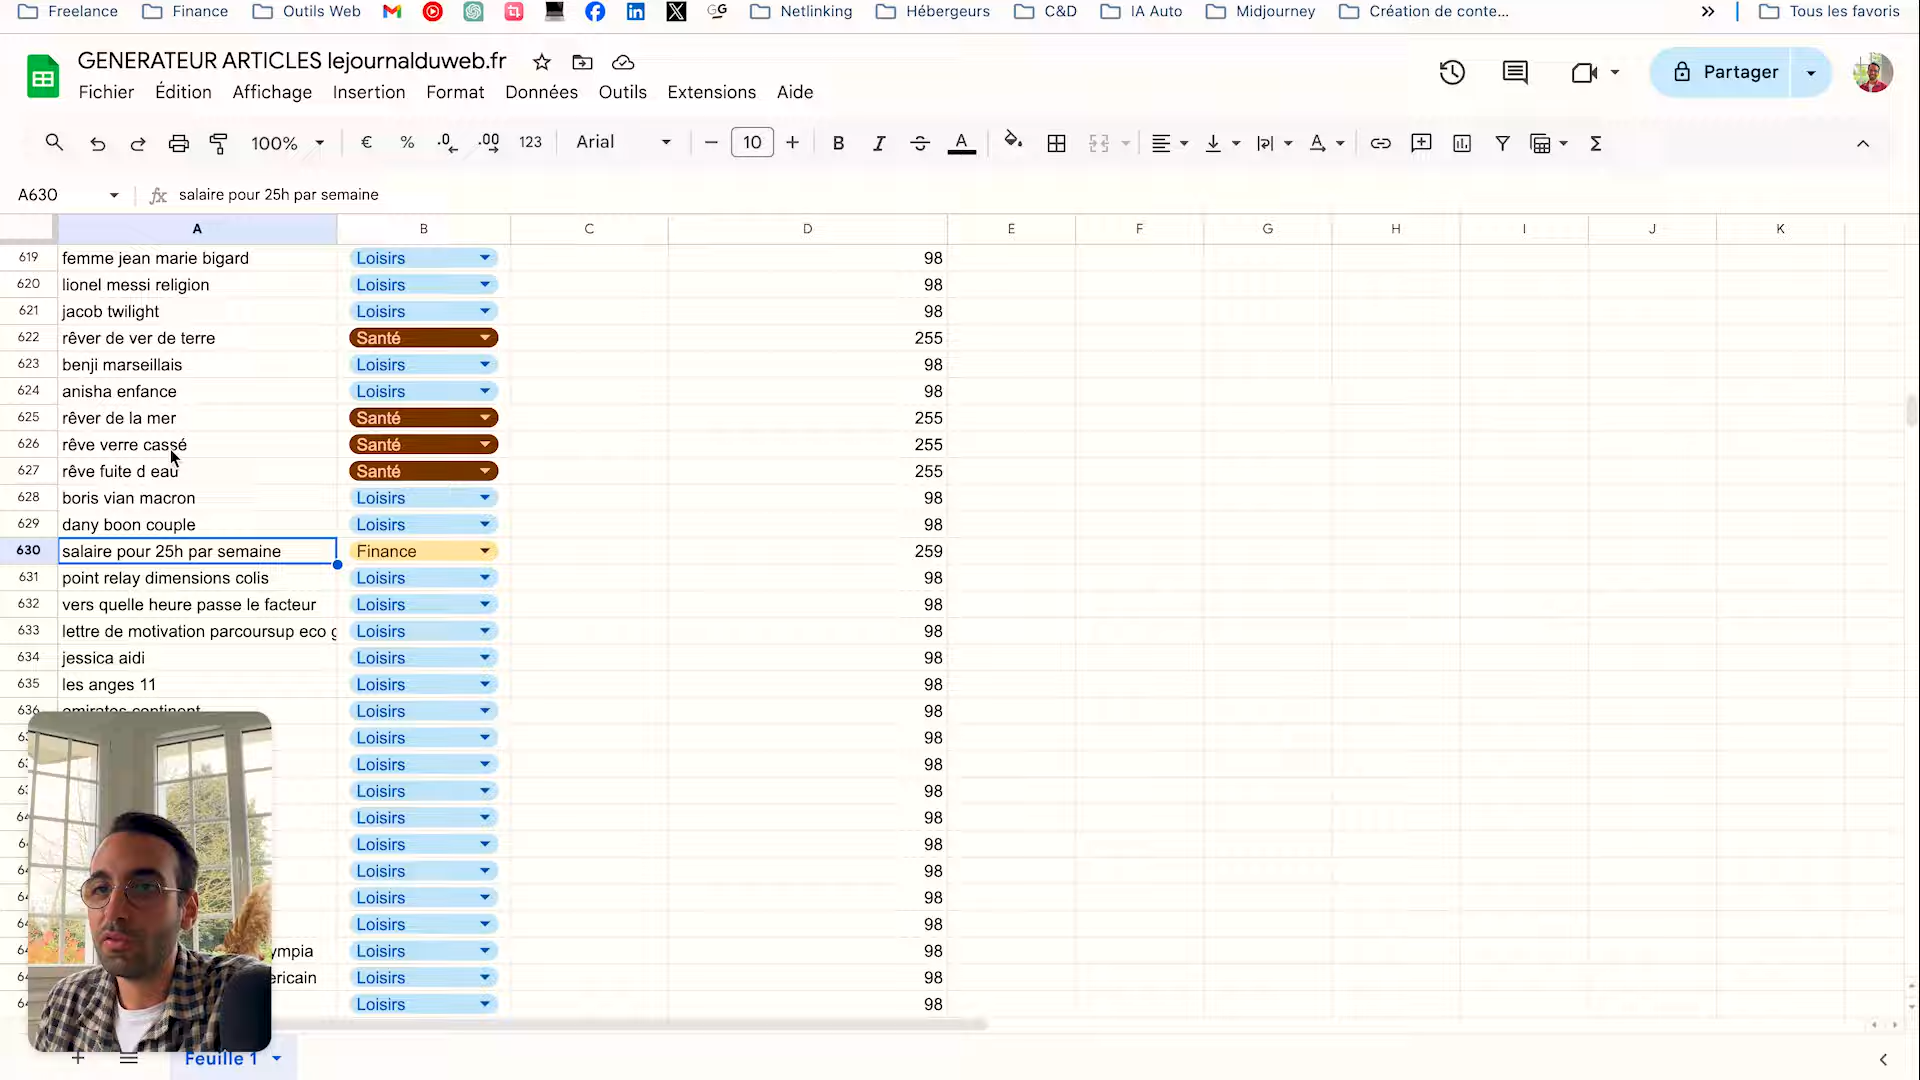 Freelance Finance Outils Web Netlinking Hébergeurs C&D IA Auto Midjourney Création de conte... Tous les favoris
GENERATEUR ARTICLES lejournalduweb.fr
Partager
Fichier Édition Affichage Insertion Format Données Outils Extensions Aide
100% € % .0 .00 123 Arial 10 B I A
A630 fx salaire pour 25h par semaine
A B C D E F G H I J K
619 femme jean marie bigard Loisirs 98
620 lionel messi religion Loisirs 98
621 jacob twilight Loisirs 98
622 rêver de ver de terre Santé 255
623 benji marseillais Loisirs 98
624 anisha enfance Loisirs 98
625 rêver de la mer Santé 255
626 rêve verre cassé Santé 255
627 rêve fuite d eau Santé 255
628 boris vian macron Loisirs 98
629 dany boon couple Loisirs 98
630 salaire pour 25h par semaine Finance 259
631 point relay dimensions colis Loisirs 98
632 vers quelle heure passe le facteur Loisirs 98
633 lettre de motivation parcoursup eco g Loisirs 98
634 jessica aidi Loisirs 98
635 les anges 11 Loisirs 98
636 emirates continent Loisirs 98
Loisirs 98
Loisirs 98
Loisirs 98
Loisirs 98
Loisirs 98
Loisirs 98
Loisirs 98
Loisirs 98
ympia Loisirs 98
ericain Loisirs 98
Loisirs 98
Feuille 1